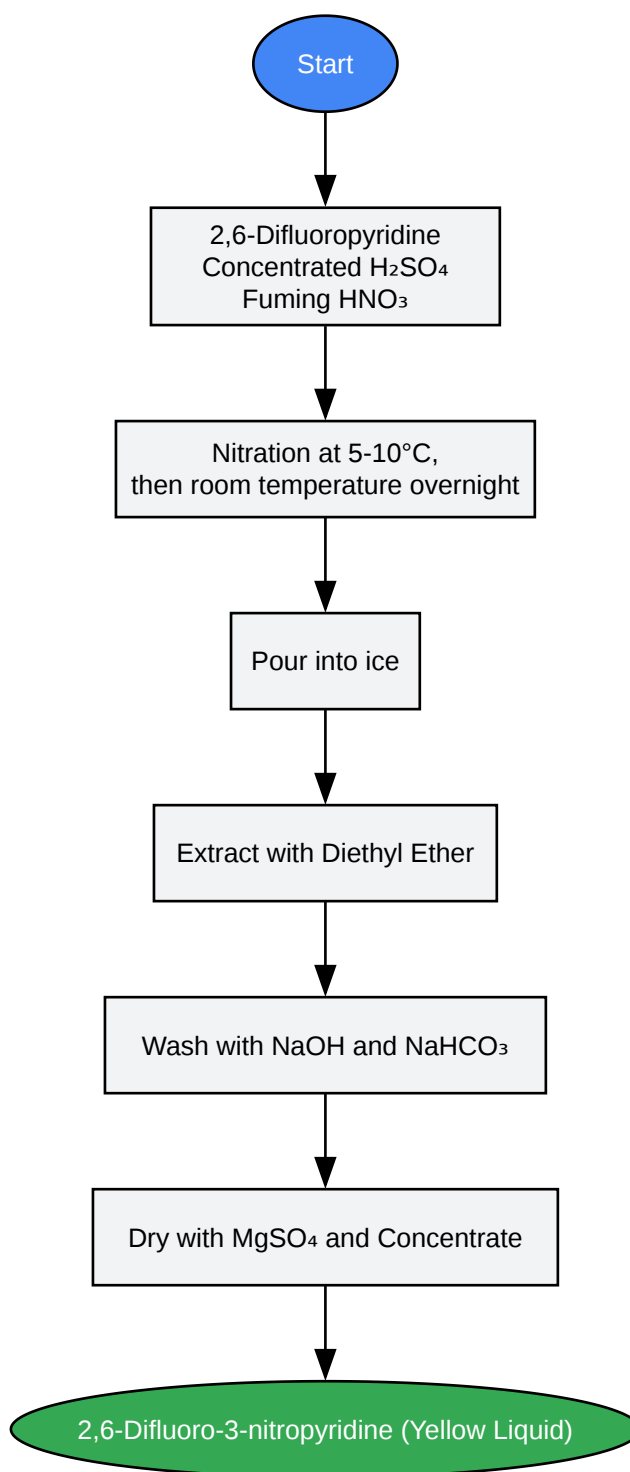 Start
2,6-Difluoropyridine
Concentrated H₂SO₄
Fuming HNO₃
Nitration at 5-10°C,
then room temperature overnight
Pour into ice
Extract with Diethyl Ether
Wash with NaOH and NaHCO₃
Dry with MgSO₄ and Concentrate
2,6-Difluoro-3-nitropyridine (Yellow Liquid)